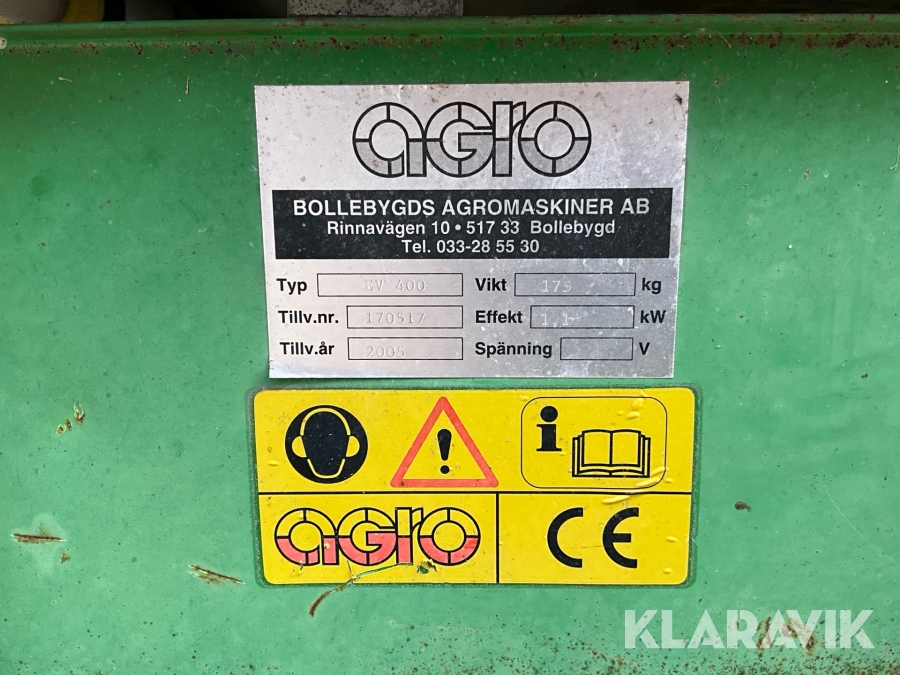 agro
BOLLEBYGDS AGROMASKINER AB
Rinnavägen 10 • 517 33 Bollebygd
Tel. 033-28 55 30
Typ EV 400 Vikt 173 kg
Tillv.nr. 170517 Effekt 1,1 kW
Tillv.år 2005 Spänning V
i
agro
CE
KLARAVIK